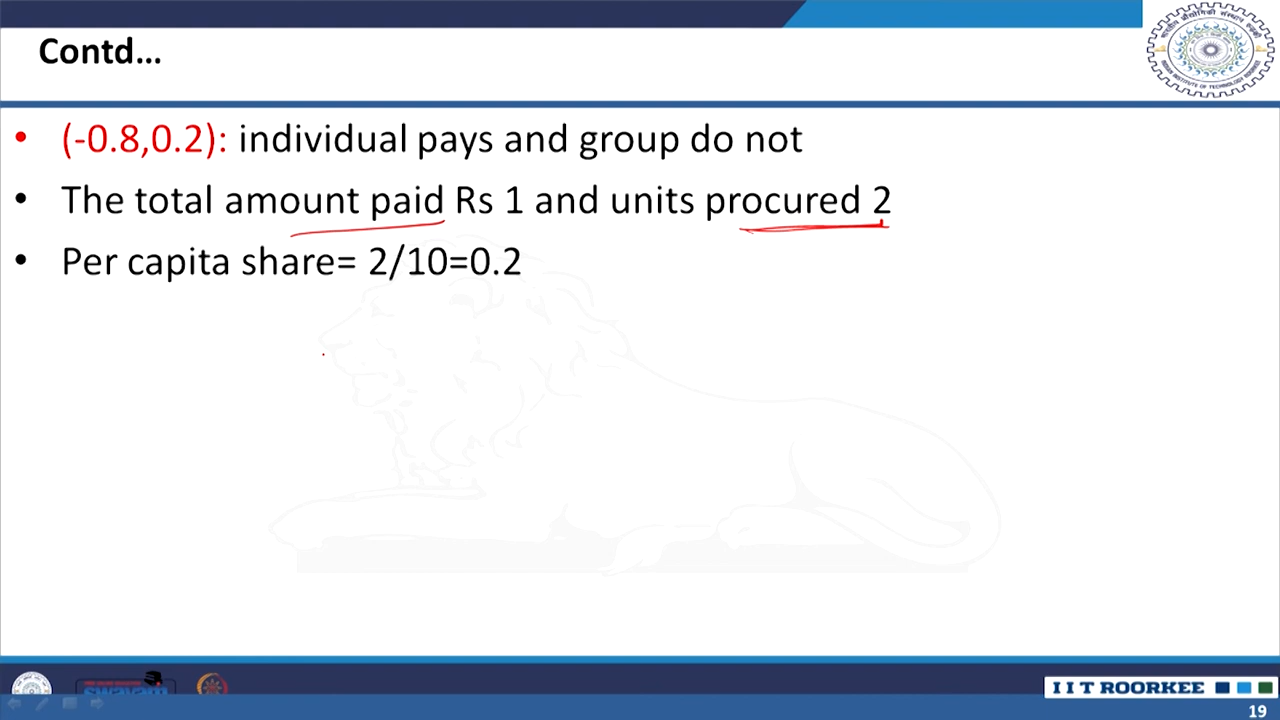 Contd...
• (-0.8,0.2): individual pays and group do not
• The total amount paid Rs 1 and units procured 2
• Per capita share= 2/10=0.2
swayam
IIT ROORKEE
19